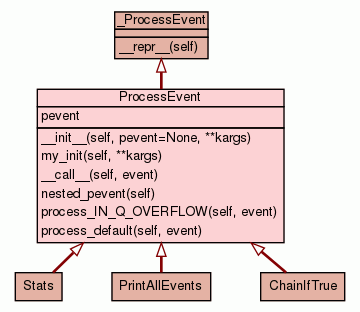 _ProcessEvent
__repr__(self)
ProcessEvent
pevent
__init__(self, pevent=None, **kargs)
my_init(self, **kargs)
__call__(self, event)
nested_pevent(self)
process_IN_Q_OVERFLOW(self, event)
process_default(self, event)
Stats
PrintAllEvents
ChainIfTrue